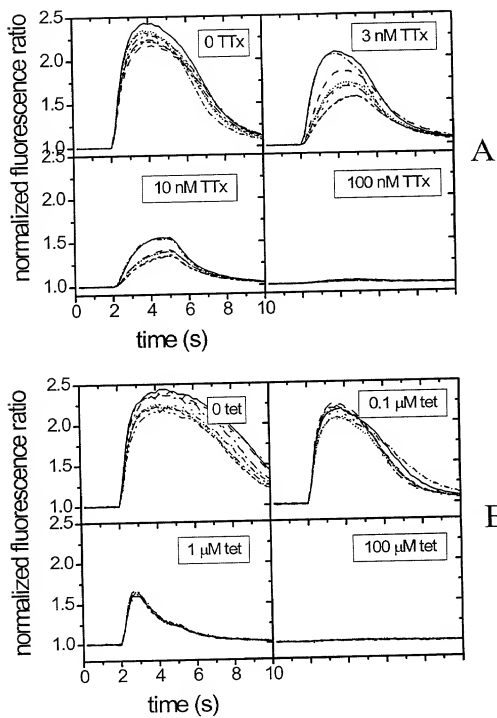 normalized fluorescence ratio
2.5
2.0
1.5
1.0
2.5
2.0
1.5
1.0
0 TTx
3 nM TTx
10 nM TTx
100 nM TTx
0 2 4 6 8 10
time (s)
A
normalized fluorescence ratio
2.5
2.0
1.5
1.0
2.5
2.0
1.5
1.0
0 tet
0.1 μM tet
1 μM tet
100 μM tet
0 2 4 6 8 10
time (s)